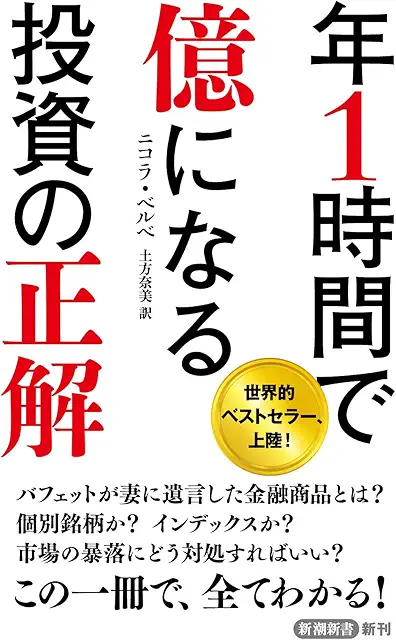 年1時間で
億になる
投資の正解
ニコラ・ベルベ
土方奈美 訳
世界的
ベストセラー、
上陸!
バフェットが妻に遺言した金融商品とは?
個別銘柄か? インデックスか?
市場の暴落にどう対処すればいい?
この一冊で、全てわかる!
新潮新書 新刊